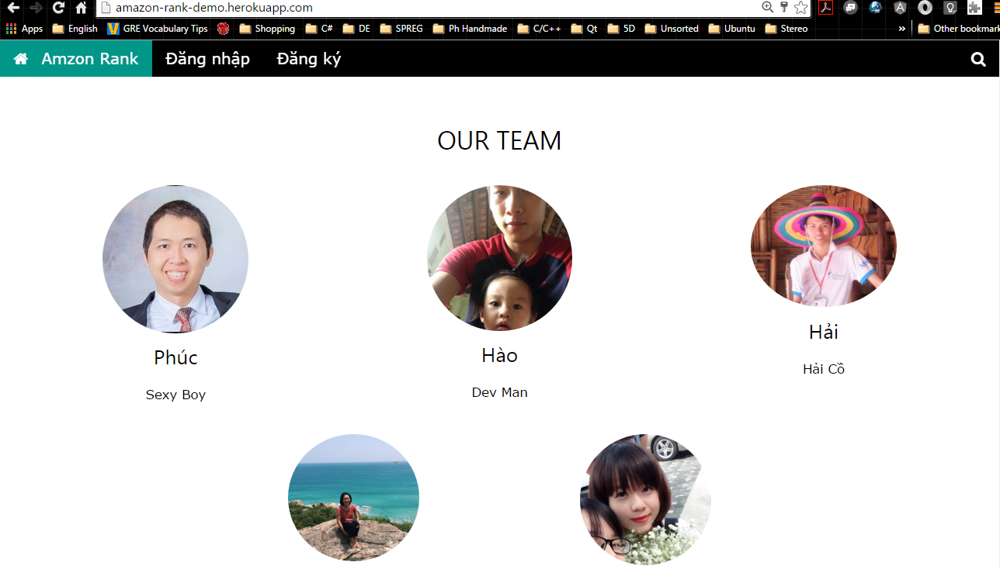 amazon-rank-demo.herokuapp.com
Apps English GRE Vocabulary Tips Shopping C# DE SPREG Ph Handmade C/C++ Qt 5D Unsorted Ubuntu Stereo » Other bookmark
Amzon Rank Đăng nhập Đăng ký
OUR TEAM
Phúc
Hào
Hải
Sexy Boy
Dev Man
Hải Cồ